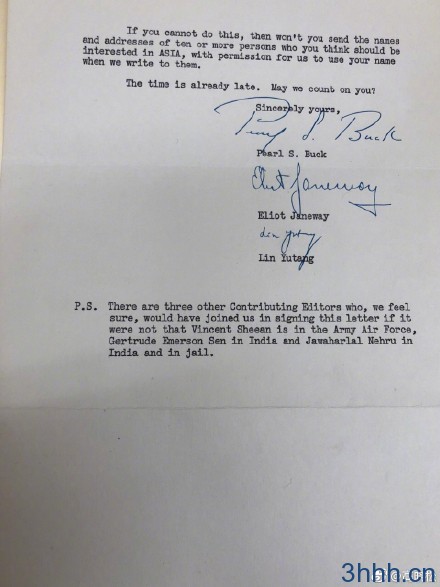 If you cannot do this, then won't you send the names
and addresses of ten or more persons who you think should be
interested in ASIA, with permission for us to use your name
when we write to them.
The time is already late. May we count on you?
Sincerely yours,
Pearl S. Buck
Pearl S. Buck
Eliot Janeway
Eliot Janeway
Lin Yutang
Lin Yutang
P.S. There are three other Contributing Editors who, we feel
sure, would have joined us in signing this letter if it
were not that Vincent Sheean is in the Army Air Force,
Gertrude Emerson Sen in India and Jawaharlal Nehru in
India and in jail.
3hhh.cn